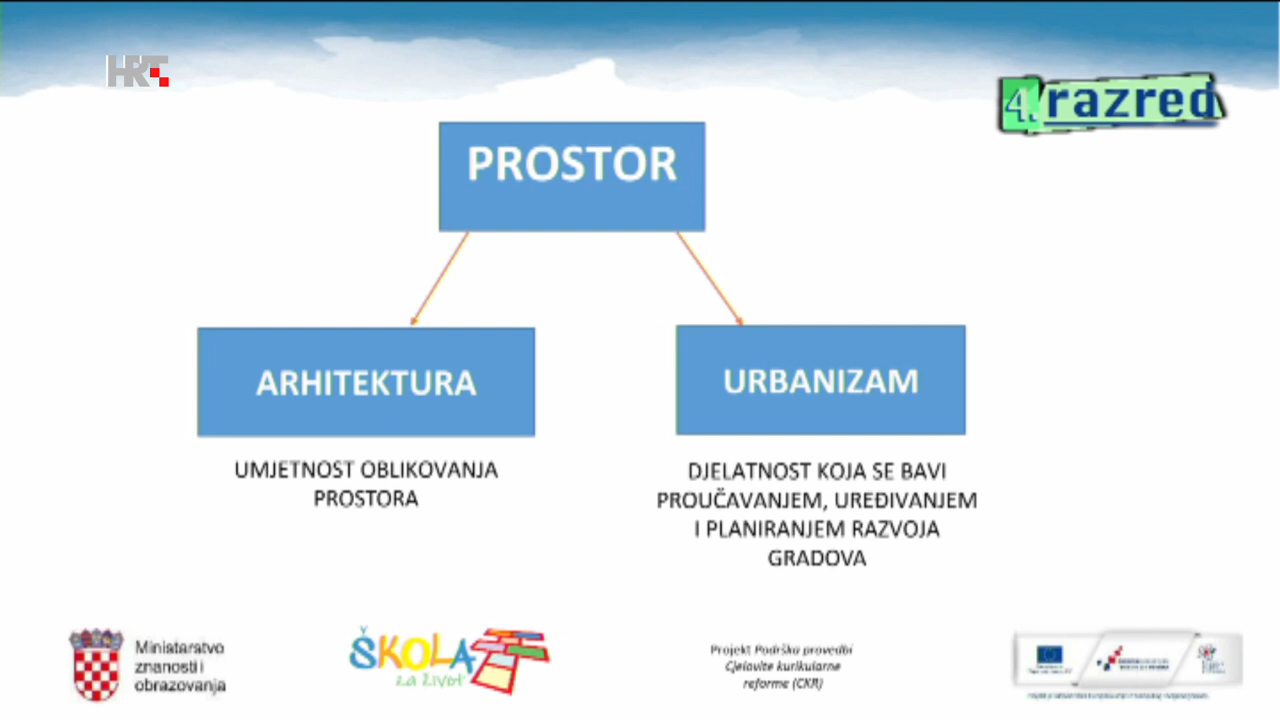 HRT
4. razred
PROSTOR
ARHITEKTURA
URBANIZAM
UMJETNOST OBLIKOVANJA
PROSTORA
DJELATNOST KOJA SE BAVI
PROUČAVANJEM, UREĐIVANJEM
I PLANIRANJEM RAZVOJA
GRADOVA
Ministarstvo
znanosti i
obrazovanja
ŠKOLA
za život
Projekt Podrška provedbi
Cjelovite kurikularne
reforme (CKR)